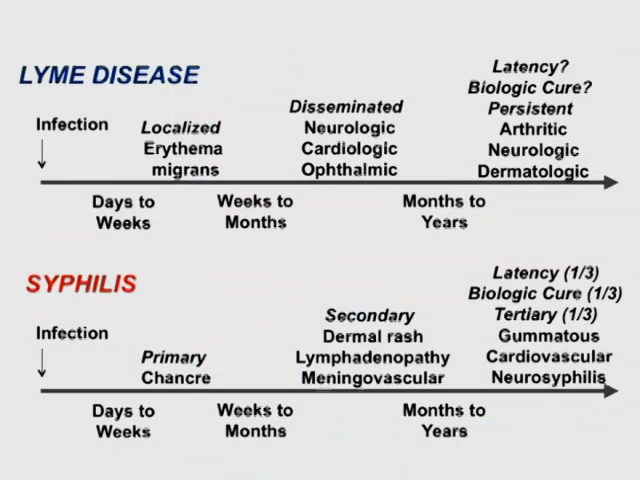 LYME DISEASE
Infection
Localized
Erythema
migrans
Disseminated
Neurologic
Cardiologic
Ophthalmic
Latency?
Biologic Cure?
Persistent
Arthritic
Neurologic
Dermatologic
Days to
Weeks
Weeks to
Months
Months to
Years
SYPHILIS
Infection
Primary
Chancre
Secondary
Dermal rash
Lymphadenopathy
Meningovascular
Latency (1/3)
Biologic Cure (1/3)
Tertiary (1/3)
Gummatous
Cardiovascular
Neurosyphilis
Days to
Weeks
Weeks to
Months
Months to
Years